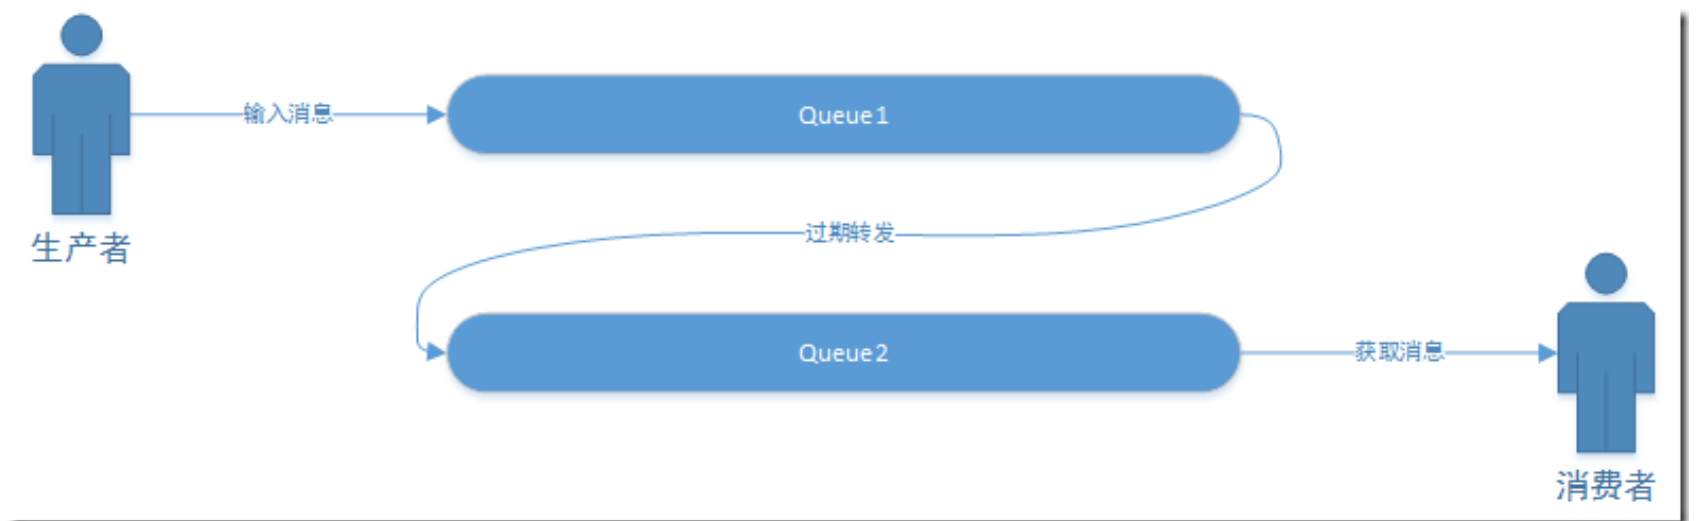 输入消息
Queue1
生产者
过期转发
Queue2
获取消息
消费者